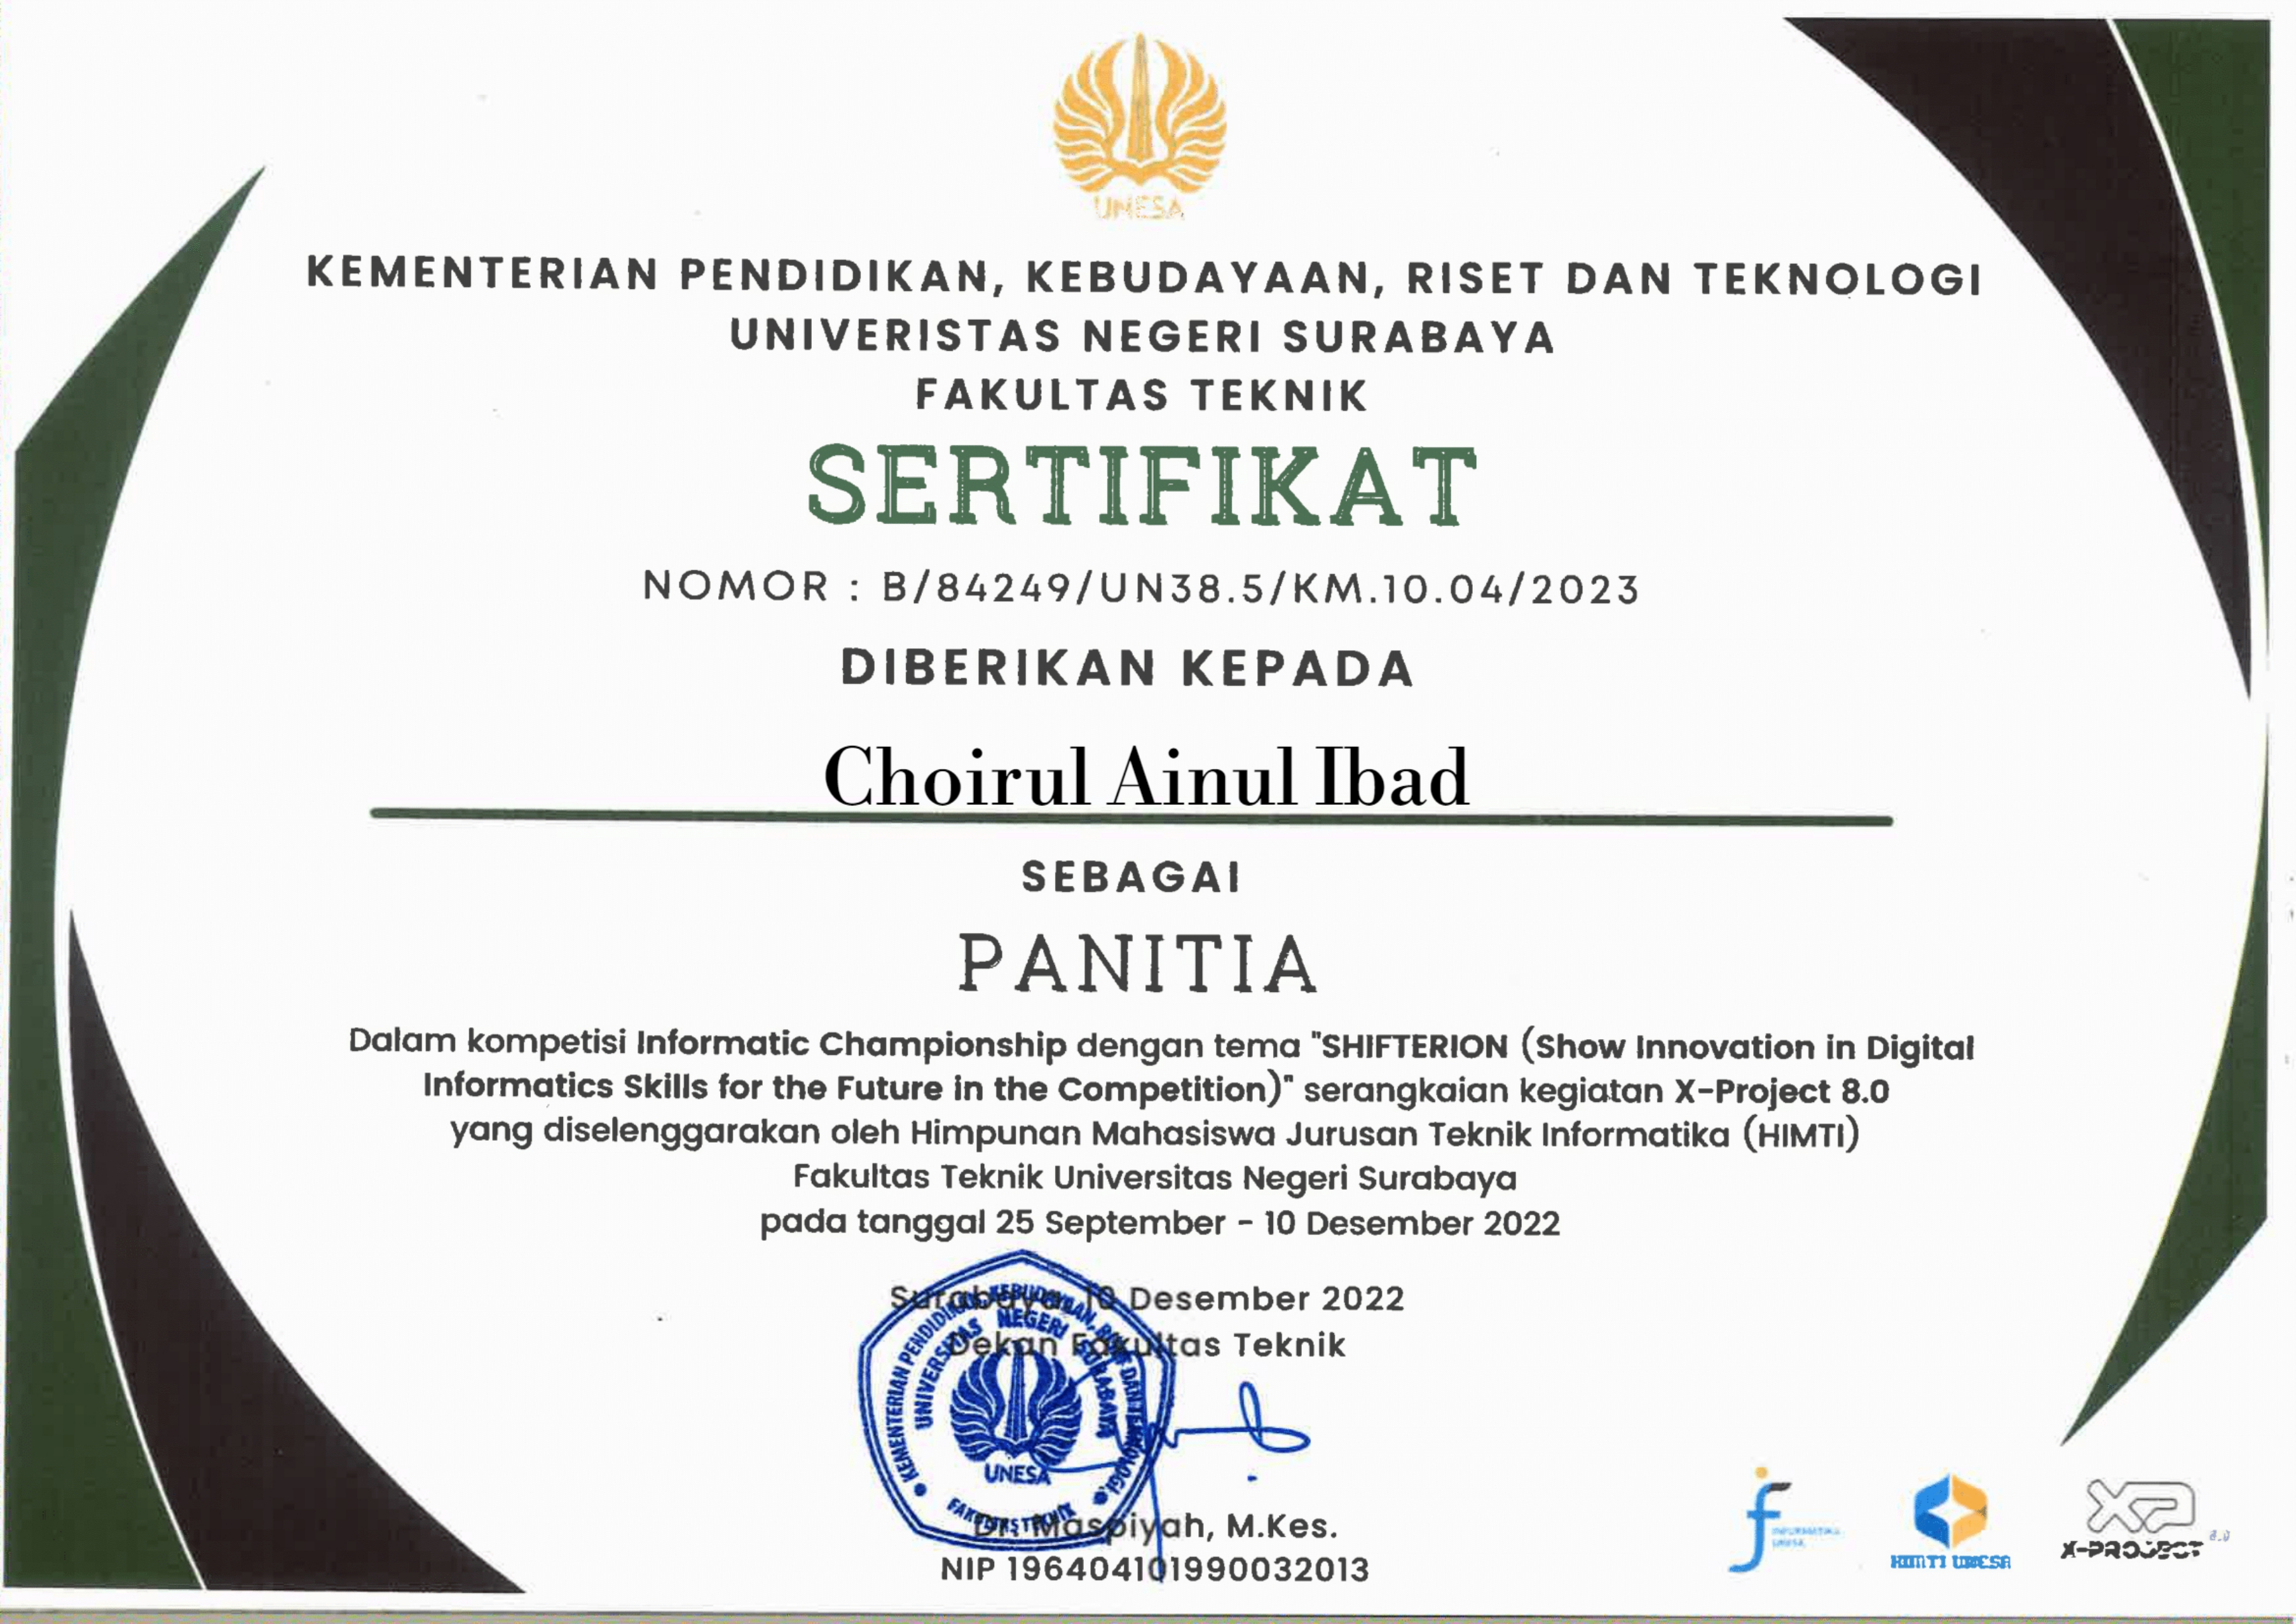 UNESA
KEMENTERIAN PENDIDIKAN, KEBUDAYAAN, RISET DAN TEKNOLOGI
UNIVERISTAS NEGERI SURABAYA
FAKULTAS TEKNIK
SERTIFIKAT
NOMOR : B/84249/UN38.5/KM.10.04/2023
DIBERIKAN KEPADA
Choirul Ainul Ibad
SEBAGAI
PANITIA
Dalam kompetisi Informatic Championship dengan tema "SHIFTERION (Show Innovation in Digital
Informatics Skills for the Future in the Competition)" serangkaian kegiatan X-Project 8.0
yang diselenggarakan oleh Himpunan Mahasiswa Jurusan Teknik Informatika (HIMTI)
Fakultas Teknik Universitas Negeri Surabaya
pada tanggal 25 September - 10 Desember 2022
Surabaya, 10 Desember 2022
Dekan Fakultas Teknik
KEMENTERIAN PENDIDIKAN, KEBUDAYAAN, RISET DAN TEKNOLOGI
UNIVERSITAS NEGERI SURABAYA
UNESA
FAKULTAS TEKNIK
Dr. Maspiyah, M.Kes.
NIP 196404101990032013
INFORMATIKA
UNESA
HIMTI UNESA
X-PROJECT 8.0